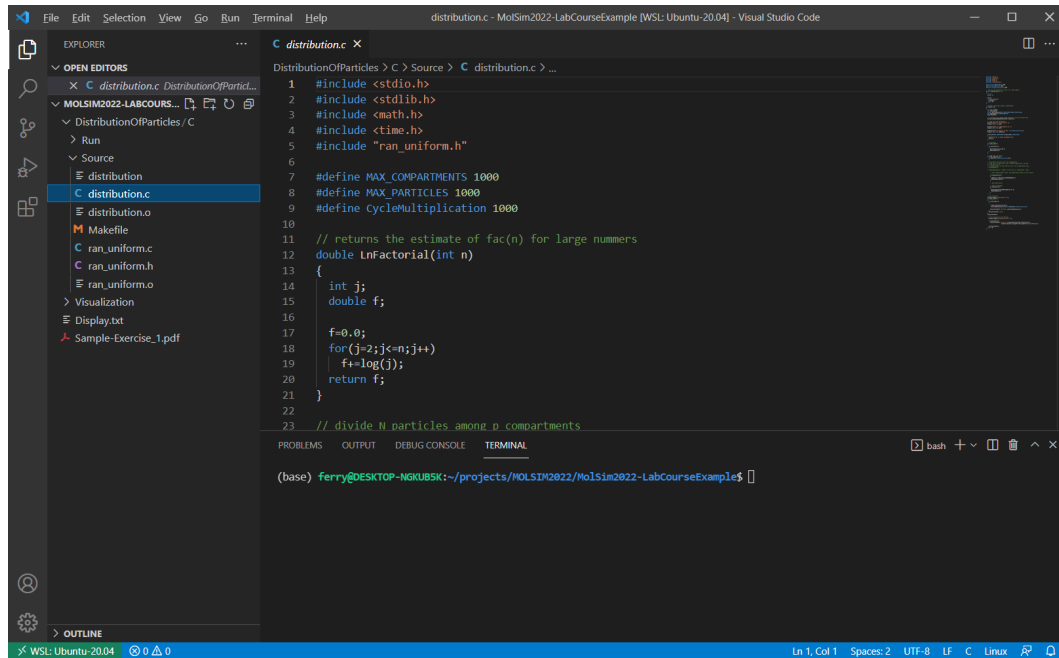 File Edit Selection View Go Run Terminal Help distribution.c - MolSim2022-LabCourseExample [WSL: Ubuntu-20.04] - Visual Studio Code
EXPLORER
OPEN EDITORS
C distribution.c DistributionOfParticl...
MOLSIM2022-LABCOURS...
DistributionOfParticles / C
Run
Source
distribution
C distribution.c
distribution.o
M Makefile
C ran_uniform.c
C ran_uniform.h
ran_uniform.o
Visualization
Display.txt
Sample-Exercise_1.pdf
OUTLINE
C distribution.c
DistributionOfParticles > C > Source > C distribution.c > ...
1 #include <stdio.h>
2 #include <stdlib.h>
3 #include <math.h>
4 #include <time.h>
5 #include "ran_uniform.h"
6
7 #define MAX_COMPARTMENTS 1000
8 #define MAX_PARTICLES 1000
9 #define CycleMultiplication 1000
10
11 // returns the estimate of fac(n) for large nummers
12 double LnFactorial(int n)
13 {
14 int j;
15 double f;
16
17 f=0.0;
18 for(j=2;j<=n;j++)
19 f+=log(j);
20 return f;
21 }
22
23 // divide N particles among p compartments
PROBLEMS OUTPUT DEBUG CONSOLE TERMINAL bash
(base) ferry@DESKTOP-NGKUB5K:~/projects/MOLSIM2022/MolSim2022-LabCourseExample$
WSL: Ubuntu-20.04 0 0 Ln 1, Col 1 Spaces: 2 UTF-8 LF C Linux